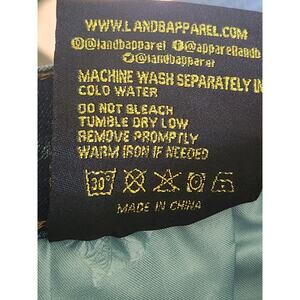 WWW.LANDBAPPAREL.COM
@landbapparel @apparellandb
@landbapparel
MACHINE WASH SEPARATELY IN
COLD WATER
DO NOT BLEACH
TUMBLE DRY LOW
REMOVE PROMPTLY
WARM IRON IF NEEDED
30°
MADE IN CHINA